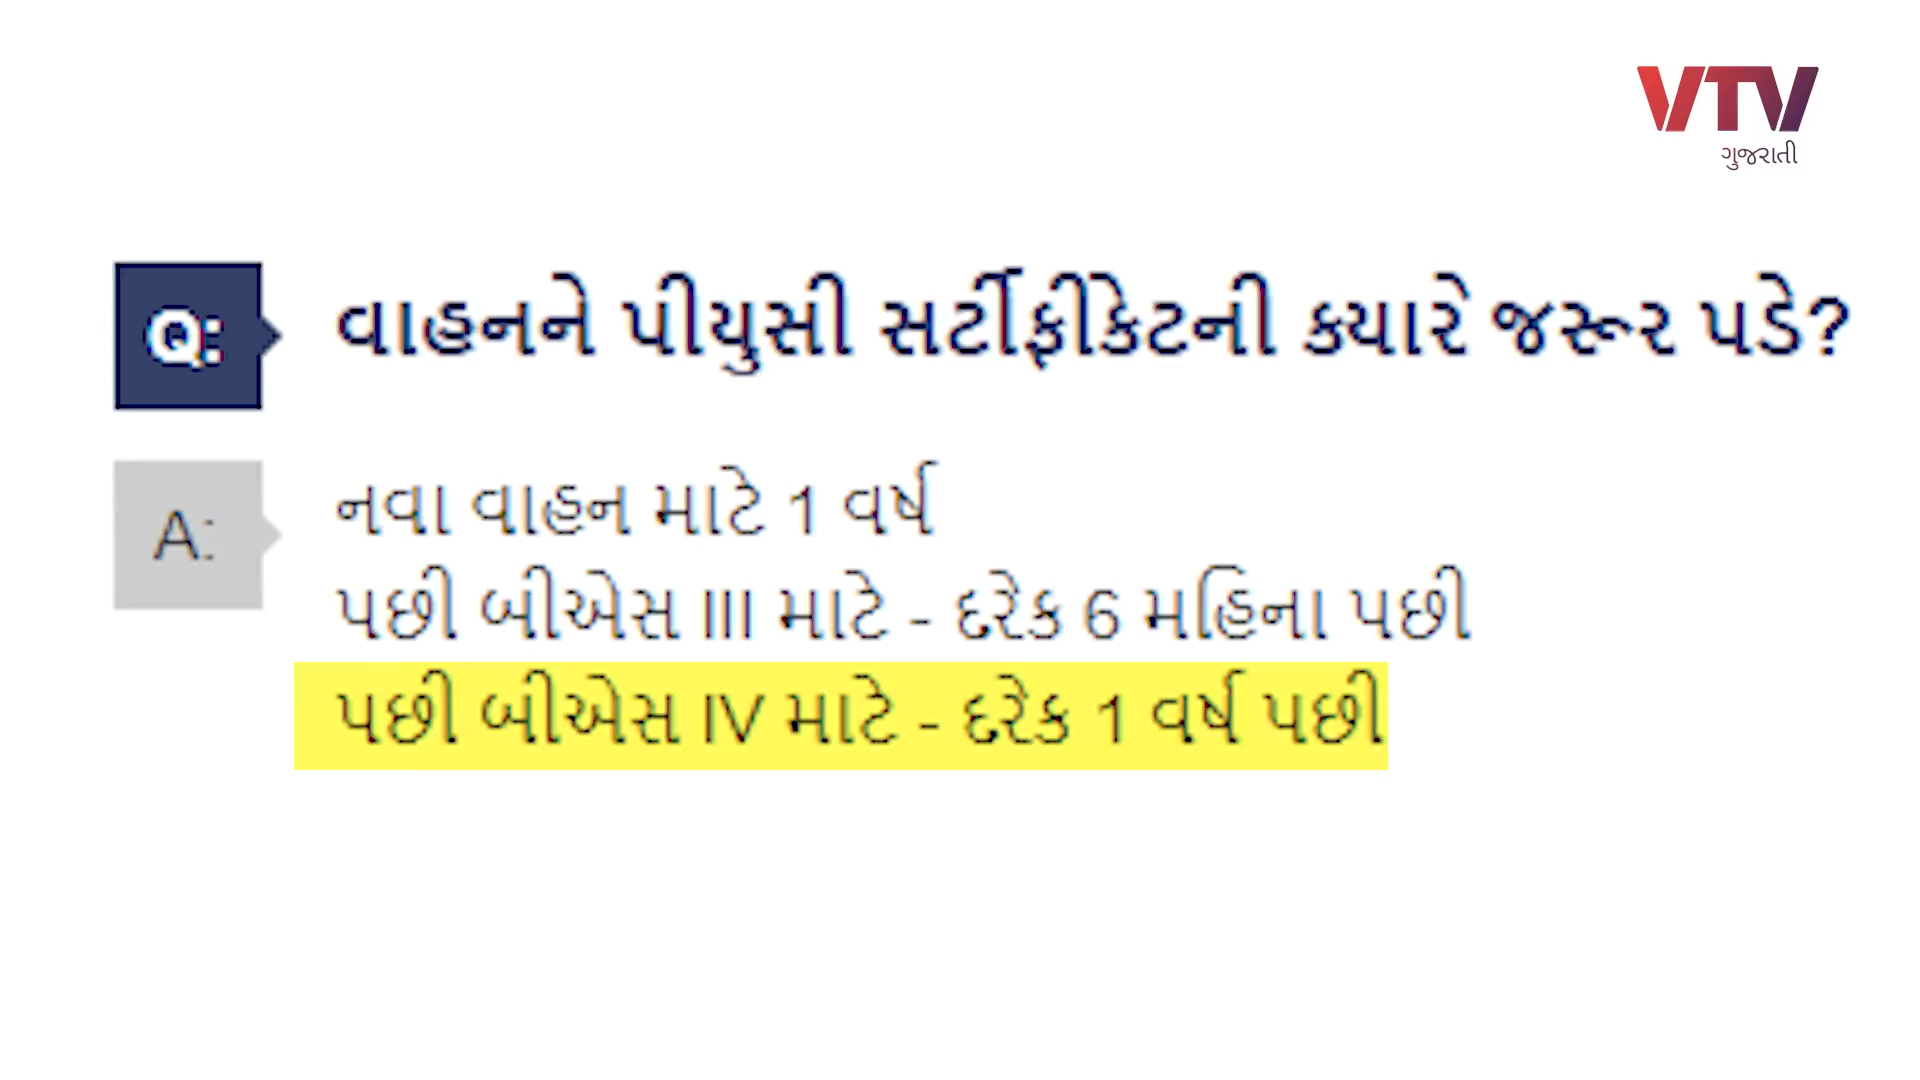 VTV
ગુજરાતી
Q: વાહનને પીયુસી સર્ટીફીકેટની ક્યારે જરૂર પડે?
A: નવા વાહન માટે 1 વર્ષ
પછી બીએસ III માટે - દરેક 6 મહિના પછી
પછી બીએસ IV માટે - દરેક 1 વર્ષ પછી